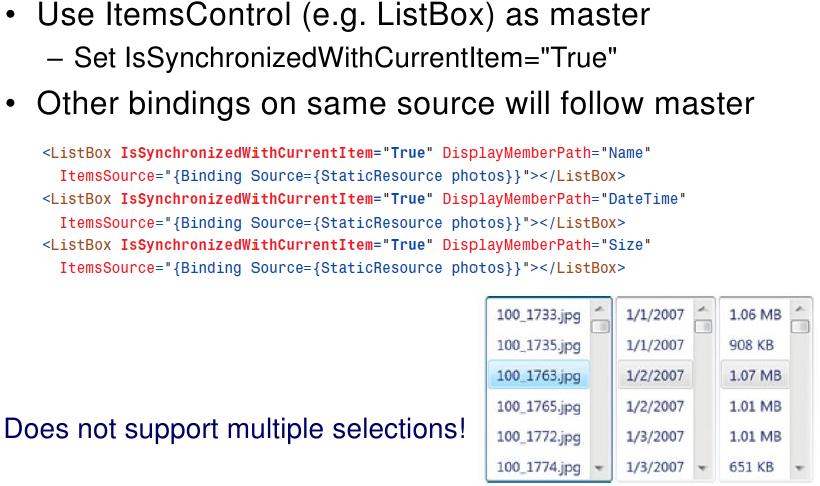 • Use ItemsControl (e.g. ListBox) as master
– Set IsSynchronizedWithCurrentItem="True"
• Other bindings on same source will follow master
<ListBox IsSynchronizedWithCurrentItem="True" DisplayMemberPath="Name"
ItemsSource="{Binding Source={StaticResource photos}}"></ListBox>
<ListBox IsSynchronizedWithCurrentItem="True" DisplayMemberPath="DateTime"
ItemsSource="{Binding Source={StaticResource photos}}"></ListBox>
<ListBox IsSynchronizedWithCurrentItem="True" DisplayMemberPath="Size"
ItemsSource="{Binding Source={StaticResource photos}}"></ListBox>
100_1733.jpg 1/1/2007 1.06 MB
100_1735.jpg 1/1/2007 908 KB
100_1763.jpg 1/2/2007 1.07 MB
100_1765.jpg 1/2/2007 1.01 MB
100_1772.jpg 1/3/2007 1.01 MB
100_1774.jpg 1/3/2007 651 KB
Does not support multiple selections!